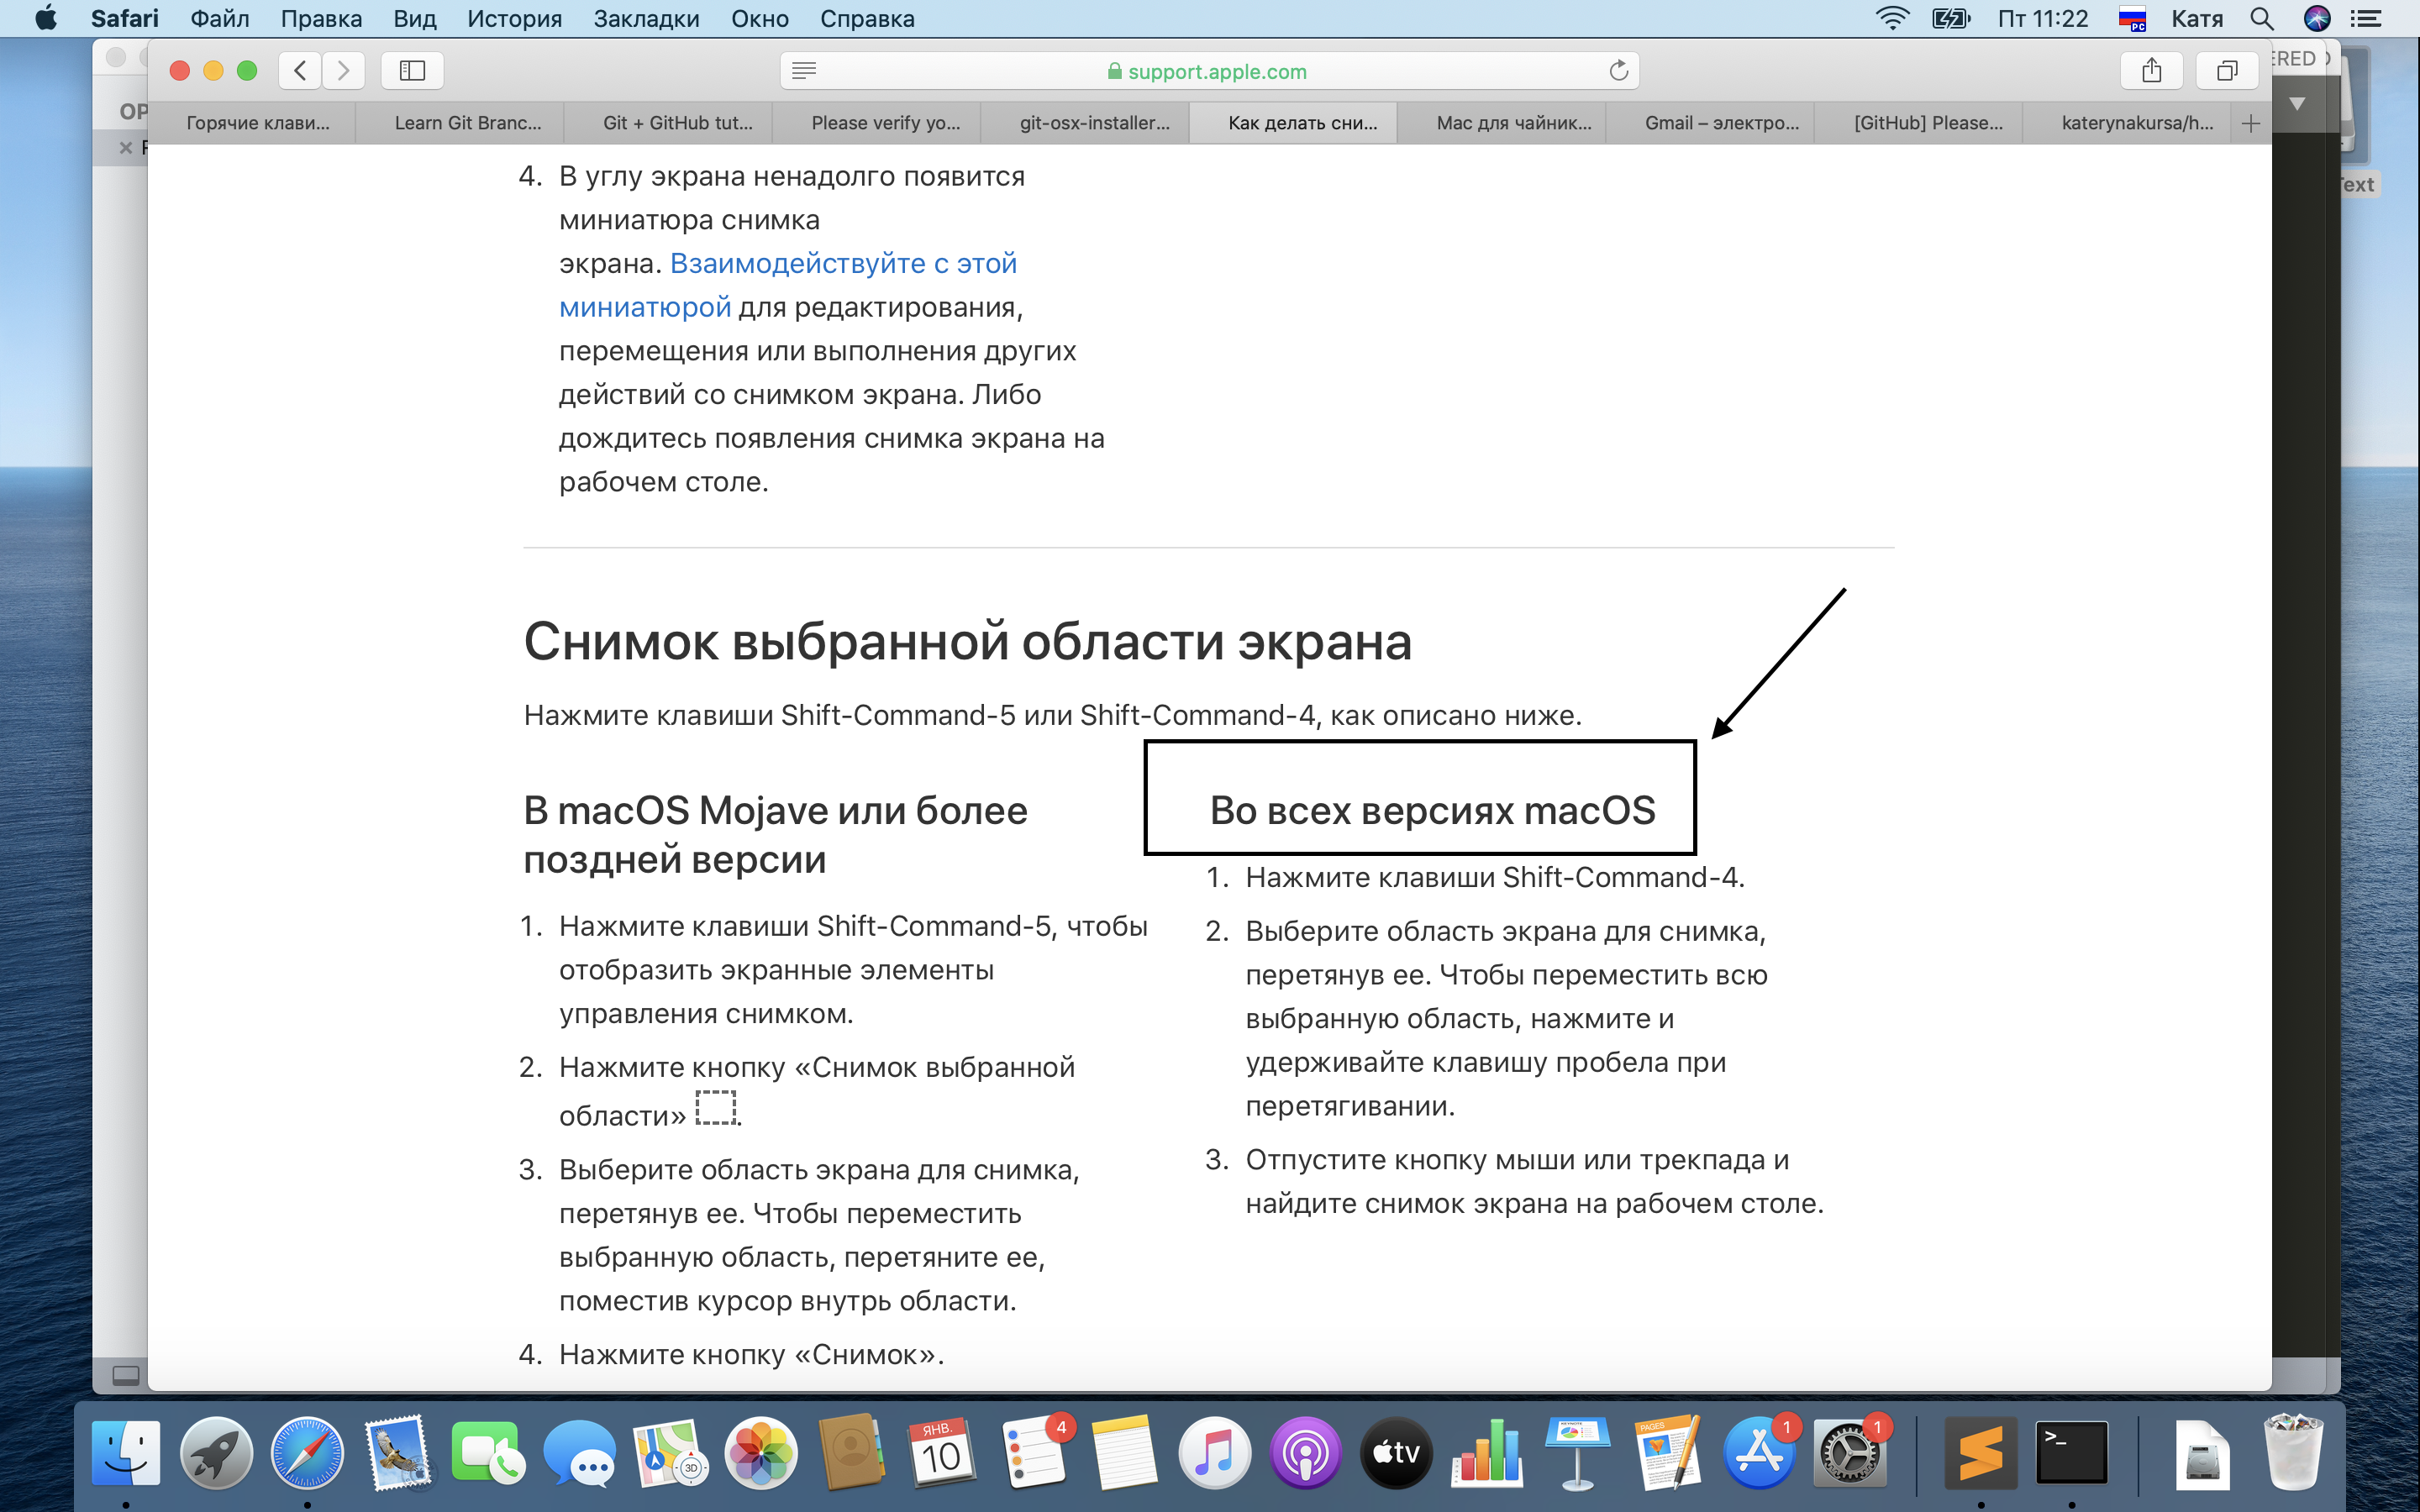 Safari Файл Правка Вид История Закладки Окно Справка Пт 11:22 Катя
support.apple.com
Горячие клави... Learn Git Branc... Git + GitHub tut... Please verify yo... git-osx-installer... Как делать сни... Mac для чайник... Gmail – электро... [GitHub] Please... katerynakursa/h...
4. В углу экрана ненадолго появится
миниатюра снимка
экрана. Взаимодействуйте с этой
миниатюрой для редактирования,
перемещения или выполнения других
действий со снимком экрана. Либо
дождитесь появления снимка экрана на
рабочем столе.
Снимок выбранной области экрана
Нажмите клавиши Shift-Command-5 или Shift-Command-4, как описано ниже.
В macOS Mojave или более
поздней версии
1. Нажмите клавиши Shift-Command-5, чтобы
отобразить экранные элементы
управления снимком.
2. Нажмите кнопку «Снимок выбранной
области» .
3. Выберите область экрана для снимка,
перетянув ее. Чтобы переместить
выбранную область, перетяните ее,
поместив курсор внутрь области.
4. Нажмите кнопку «Снимок».
Во всех версиях macOS
1. Нажмите клавиши Shift-Command-4.
2. Выберите область экрана для снимка,
перетянув ее. Чтобы переместить всю
выбранную область, нажмите и
удерживайте клавишу пробела при
перетягивании.
3. Отпустите кнопку мыши или трекпада и
найдите снимок экрана на рабочем столе.
3D
ЯНВ.
10
4
tv
KEYNOTE
PAGES
1
1
>_